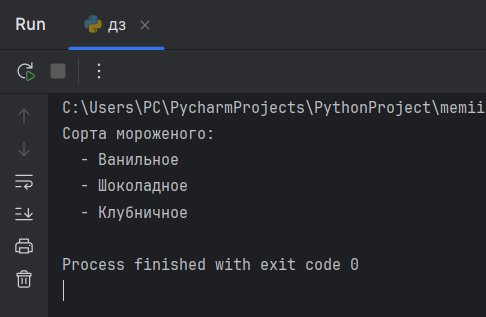 Run
дз
C:\Users\PC\PycharmProjects\PythonProject\memii
Сорта мороженого:
- Ванильное
- Шоколадное
- Клубничное
Process finished with exit code 0